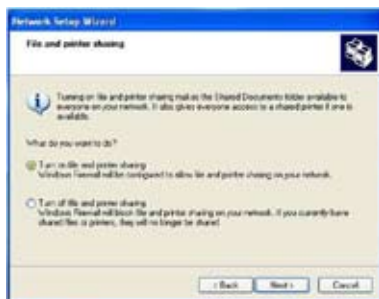 Network Setup Wizard
File and printer sharing
Turning on file and printer sharing makes the Shared Documents folder available to
everyone on your network. It also gives everyone access to a shared printer if one is
available.
What do you want to do?
Turn on file and printer sharing
Windows Firewall will be configured to allow file and printer sharing on your network.
Turn off file and printer sharing
Windows Firewall will block file and printer sharing on your network. If you currently have
shared files or printers, they will no longer be shared.
< Back
Next >
Cancel